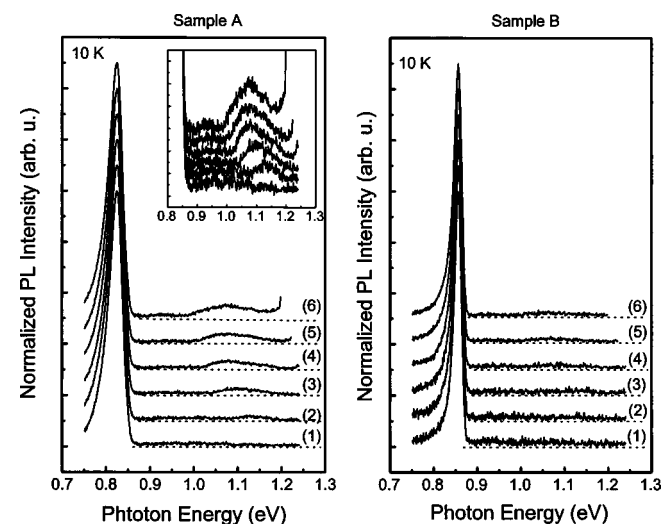 Sample A
Sample B
Normalized PL Intensity (arb. u.)
10 K
0.8 0.9 1.0 1.1 1.2 1.3
(6)
(5)
(4)
(3)
(2)
(1)
0.7 0.8 0.9 1.0 1.1 1.2 1.3
Phtoton Energy (eV)
Normalized PL Intensity (arb. u.)
10 K
(6)
(5)
(4)
(3)
(2)
(1)
0.7 0.8 0.9 1.0 1.1 1.2 1.3
Phtoton Energy (eV)